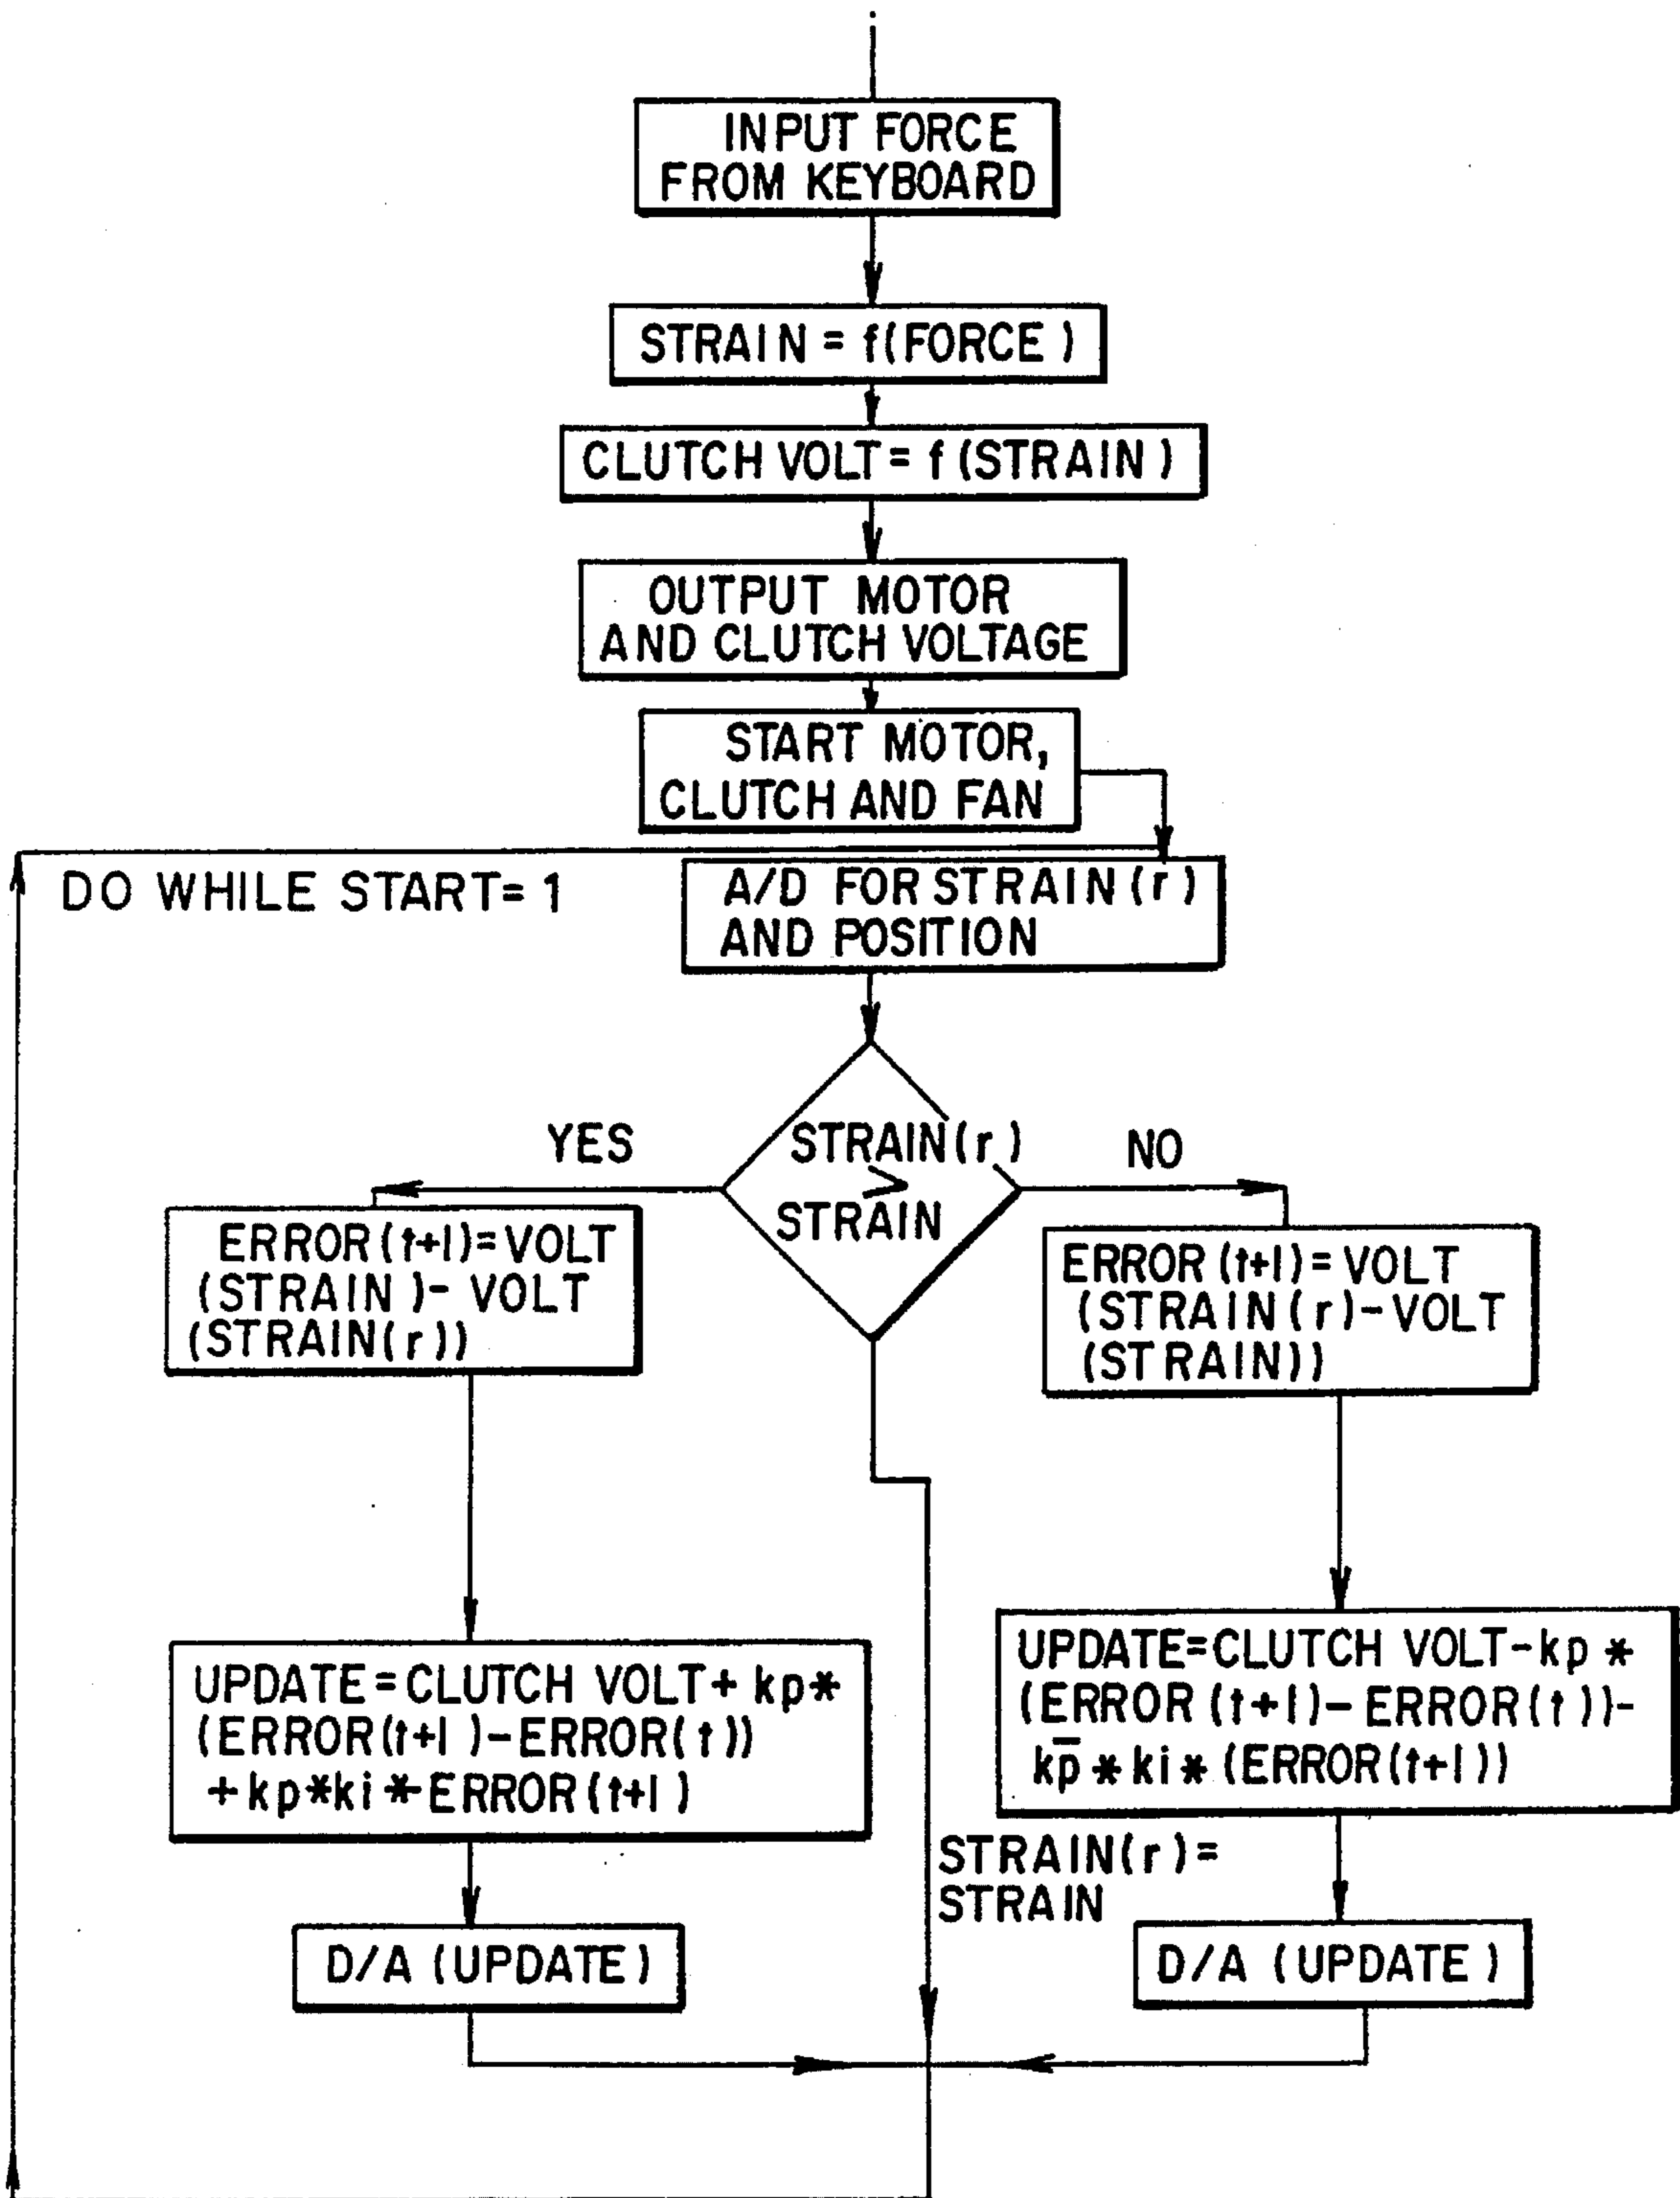 INPUT FORCE
FROM KEYBOARD
STRAIN = f(FORCE)
CLUTCH VOLT = f (STRAIN)
OUTPUT MOTOR
AND CLUTCH VOLTAGE
START MOTOR,
CLUTCH AND FAN
DO WHILE START= 1
A/D FOR STRAIN(r)
AND POSITION
YES
STRAIN(r)
>
STRAIN
NO
ERROR(t+1)=VOLT
(STRAIN)- VOLT
(STRAIN(r))
ERROR(t+1)= VOLT
(STRAIN(r)-VOLT
(STRAIN))
UPDATE=CLUTCH VOLT+ kp*
(ERROR(t+1)-ERROR(t))
+kp*ki*ERROR(t+1)
UPDATE=CLUTCH VOLT-kp *
(ERROR(t+1)-ERROR(t))-
k̅p̅*ki*(ERROR(t+1))
STRAIN(r)=
STRAIN
D/A (UPDATE)
D/A (UPDATE)